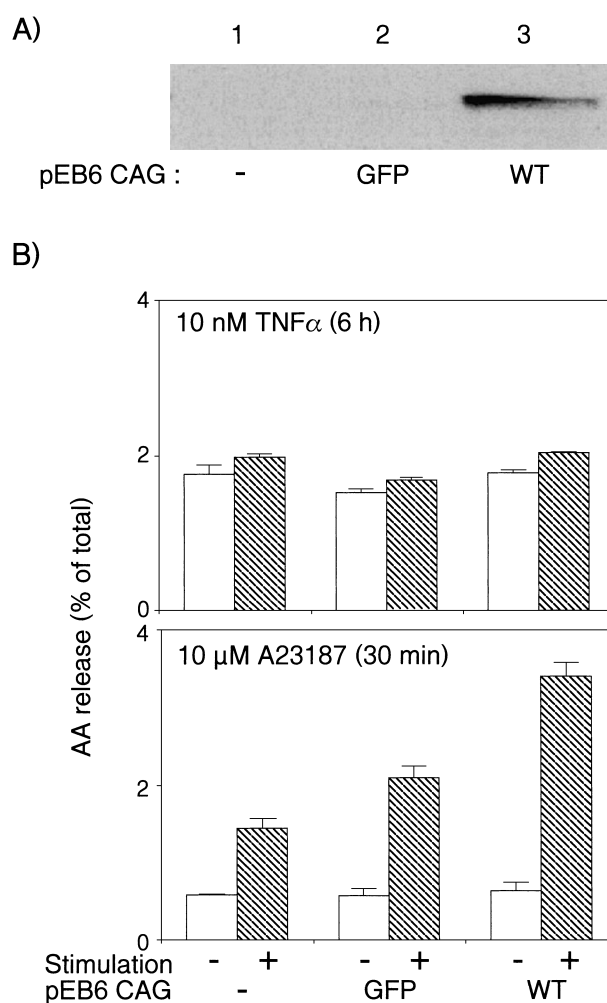 A)
1 2 3
pEB6 CAG : - GFP WT
B)
4
10 nM TNFα (6 h)
2
0
AA release (% of total)
4
10 µM A23187 (30 min)
2
0
Stimulation - + - + - +
pEB6 CAG - GFP WT